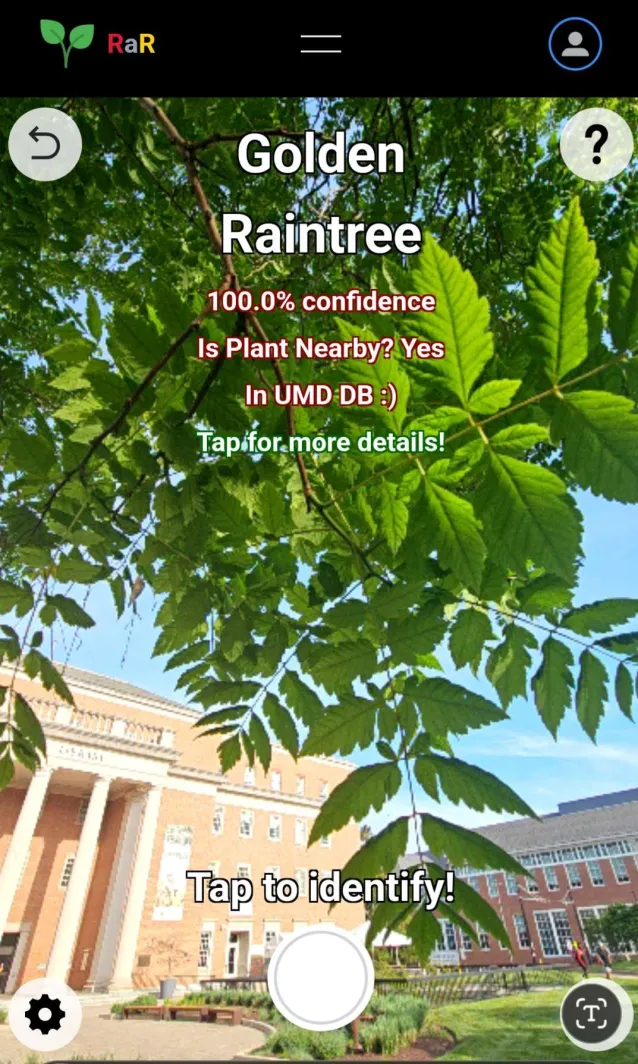 RaR
Golden
Raintree
100.0% confidence
Is Plant Nearby? Yes
In UMD DB :)
Tap for more details!
Tap to identify!
?
T